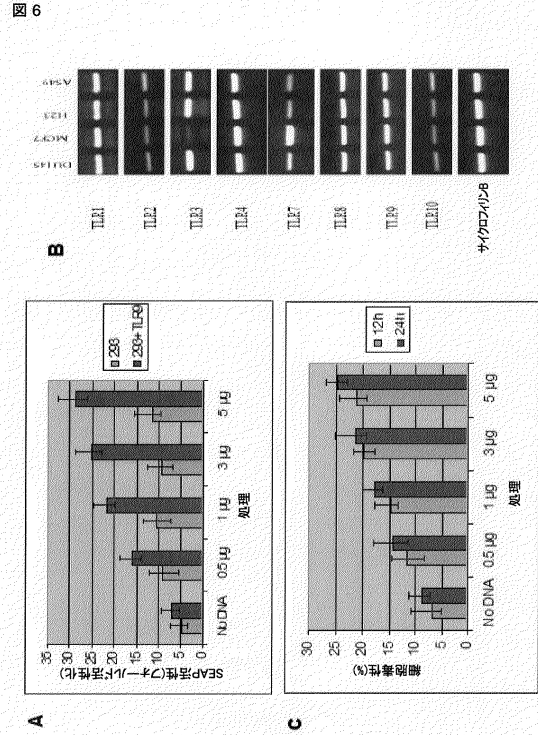 図 6
A
SEAP活性(フォールド活性化)
35
30
25
20
15
10
5
0
No DNA
0.5 μg
1 μg
3 μg
5 μg
処理
293
293+TLR9
B
DU145
MCF7
H23
A549
TLR1
TLR2
TLR3
TLR4
TLR7
TLR8
TLR9
TLR10
サイクロフィリンB
C
細胞毒性(%)
30
25
20
15
10
5
0
No DNA
0.5 μg
1 μg
3 μg
5 μg
処理
12h
24h